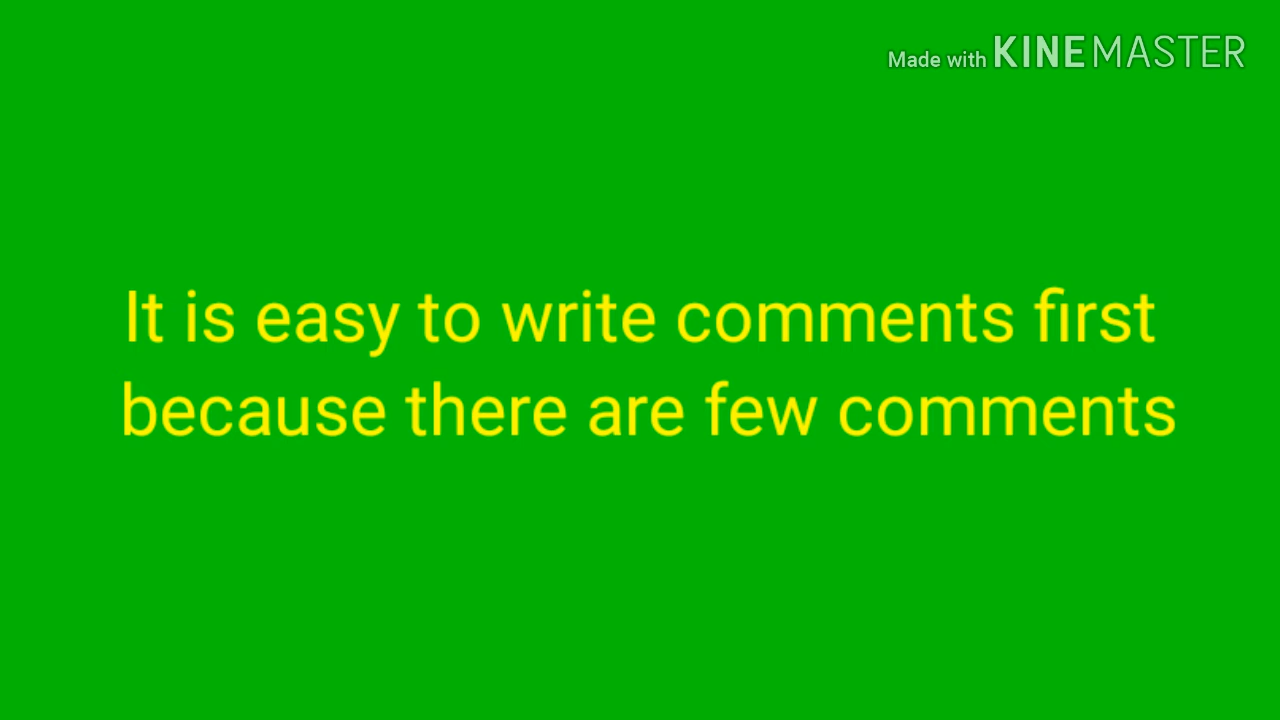 Made with KINEMASTER
It is easy to write comments first
because there are few comments